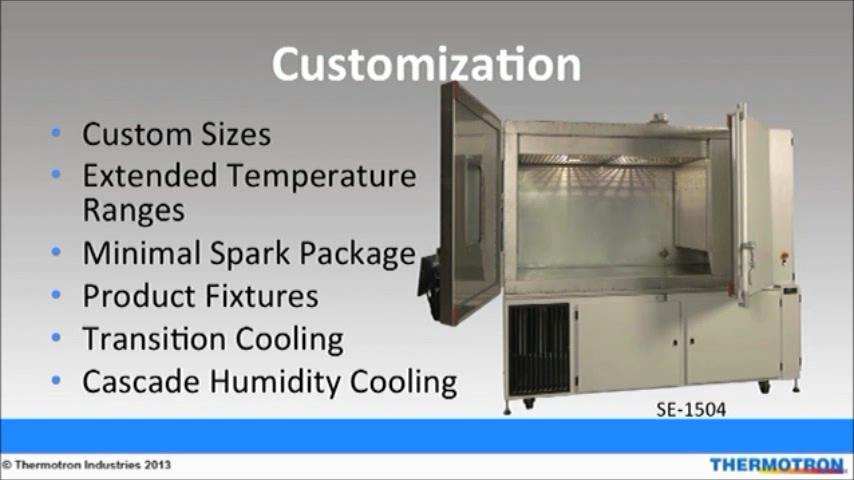 Customization
• Custom Sizes
• Extended Temperature
Ranges
• Minimal Spark Package
• Product Fixtures
• Transition Cooling
• Cascade Humidity Cooling
SE-1504
© Thermotron Industries 2013
THERMOTRON